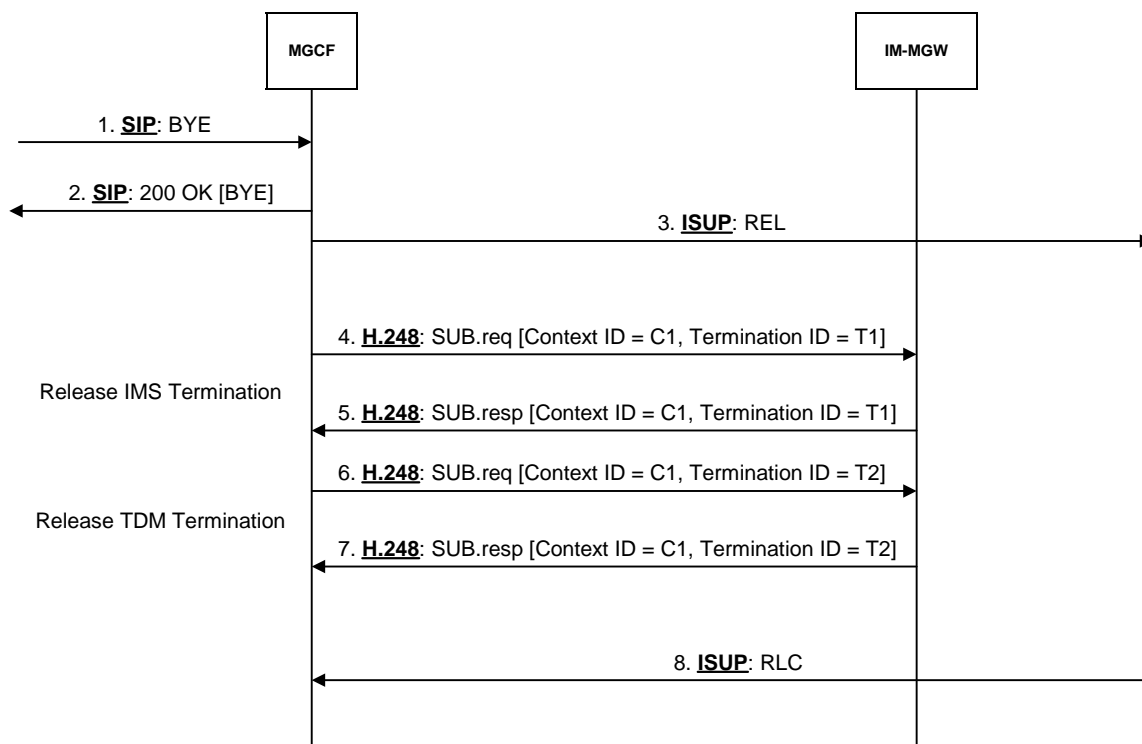 MGCF
IM-MGW
1. SIP: BYE
2. SIP: 200 OK [BYE]
3. ISUP: REL
4. H.248: SUB.req [Context ID = C1, Termination ID = T1]
Release IMS Termination
5. H.248: SUB.resp [Context ID = C1, Termination ID = T1]
6. H.248: SUB.req [Context ID = C1, Termination ID = T2]
Release TDM Termination
7. H.248: SUB.resp [Context ID = C1, Termination ID = T2]
8. ISUP: RLC